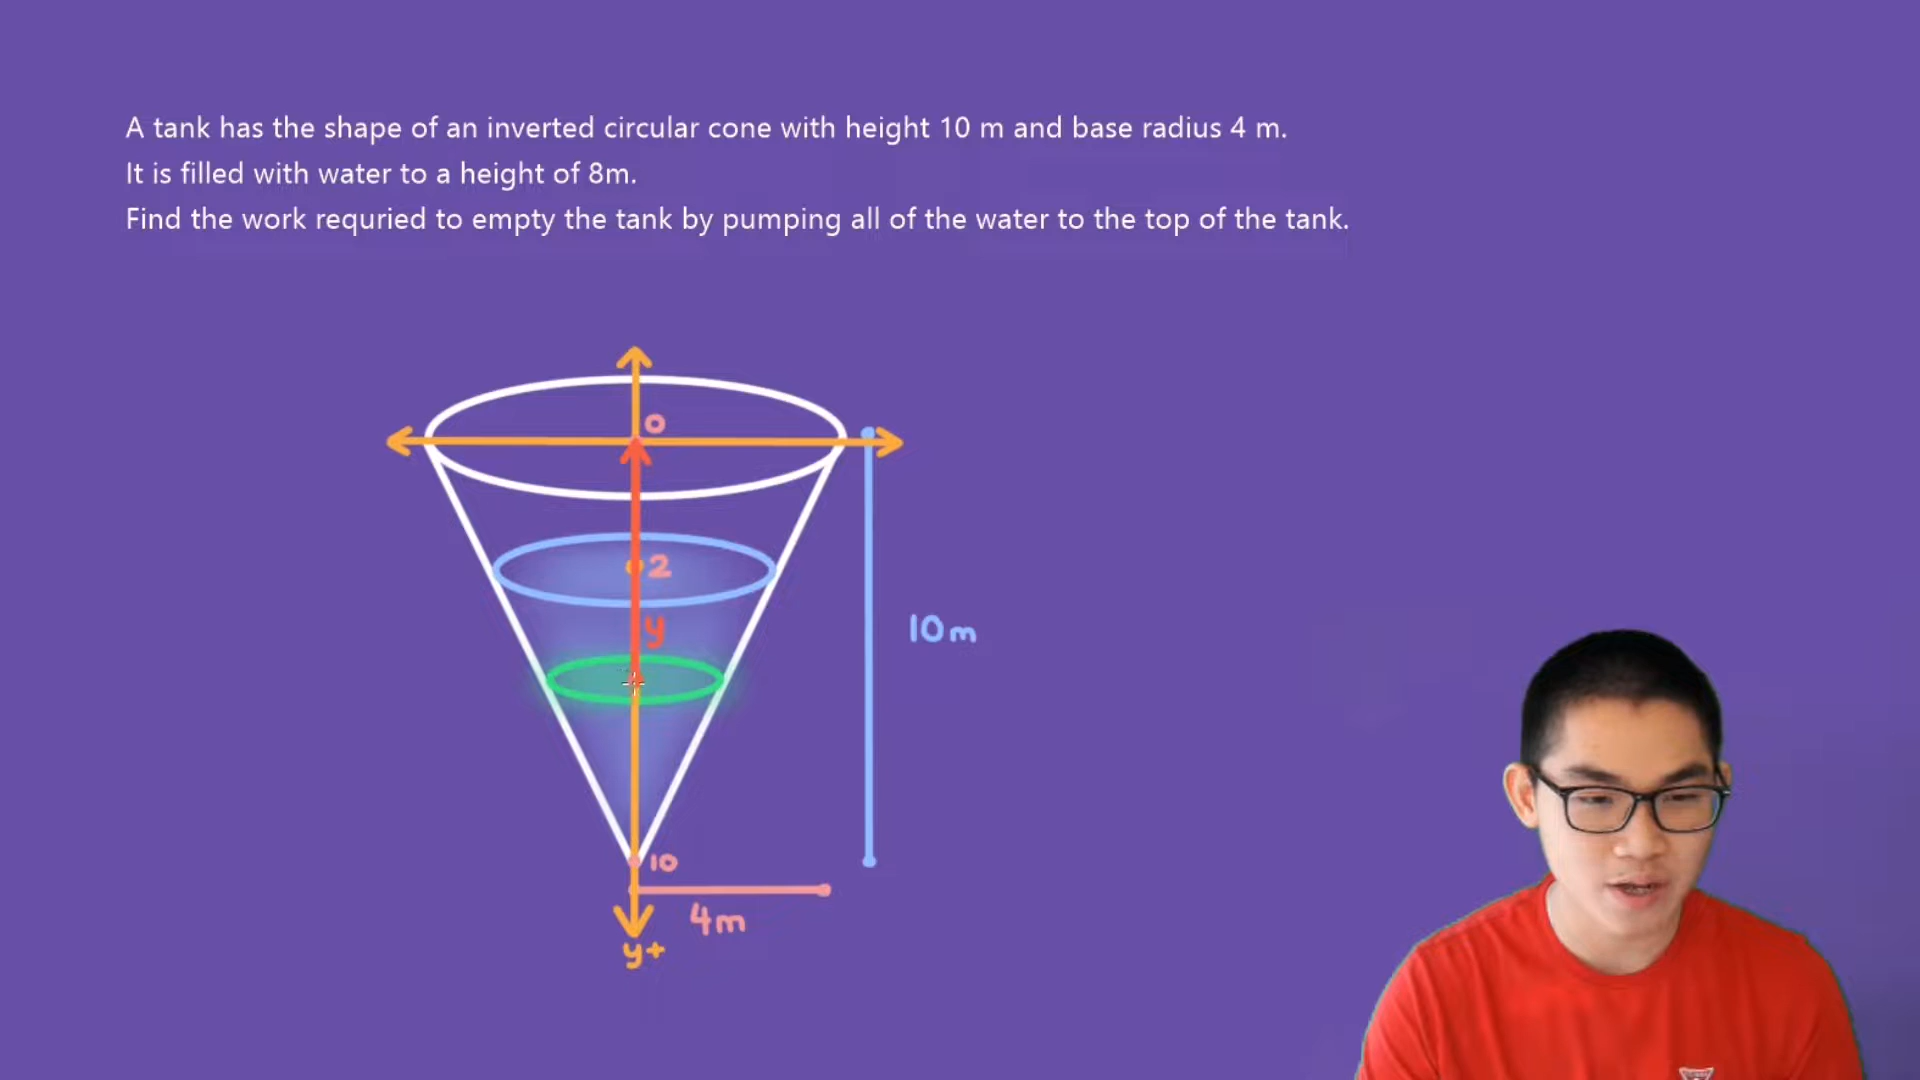 A tank has the shape of an inverted circular cone with height 10 m and base radius 4 m.
It is filled with water to a height of 8m.
Find the work requried to empty the tank by pumping all of the water to the top of the tank.
0
2
y
10m
10
4m
y+